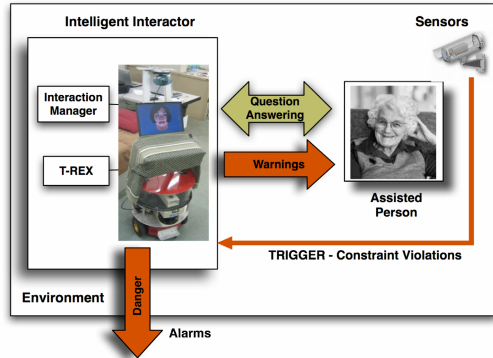 Intelligent Interactor
Sensors
Interaction
Manager
Question
Answering
T-REX
Warnings
Assisted
Person
TRIGGER - Constraint Violations
Environment
Danger
Alarms